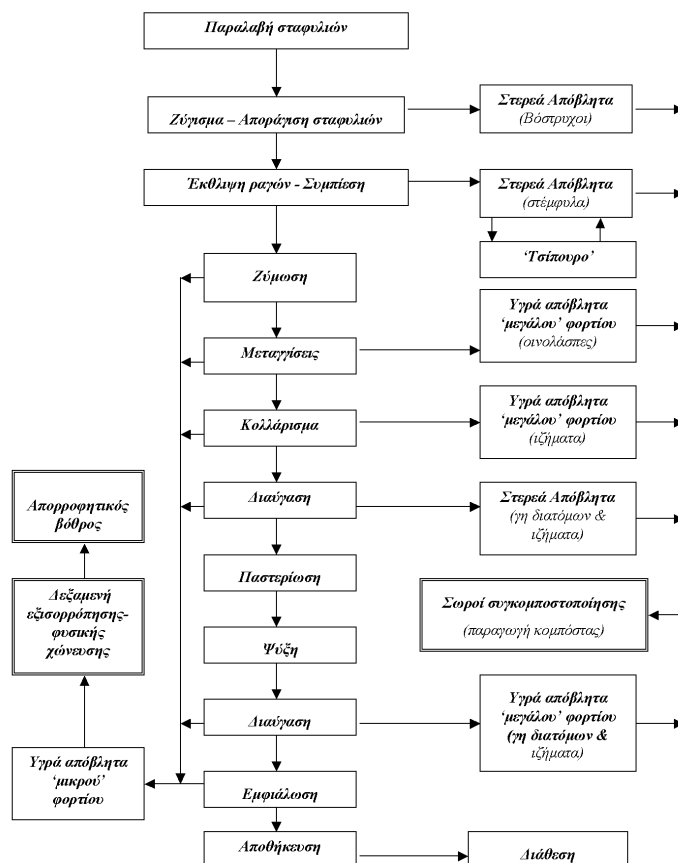 Παραλαβή σταφυλιών
Ζύγισμα – Αποράγιση σταφυλιών
Στερεά Απόβλητα
(Βόστρυχοι)
Έκθλιψη ραγών - Συμπίεση
Στερεά Απόβλητα
(στέμφυλα)
‘Τσίπουρο’
Ζύμωση
Υγρά απόβλητα
‘μεγάλου’ φορτίου
(οινολάσπες)
Μεταγγίσεις
Κολλάρισμα
Υγρά απόβλητα
‘μεγάλου’ φορτίου
(ιζήματα)
Απορροφητικός
βόθρος
Διαύγαση
Στερεά Απόβλητα
(γη διατόμων &
ιζήματα)
Παστερίωση
Δεξαμενή
εξισορρόπησης-
φυσικής
χώνευσης
Σωροί συγκομποστοποίησης
(παραγωγή κομπόστας)
Ψύξη
Διαύγαση
Υγρά απόβλητα
‘μεγάλου’ φορτίου
(γη διατόμων &
ιζήματα)
Υγρά απόβλητα
‘μικρού’
φορτίου
Εμφιάλωση
Αποθήκευση
Διάθεση